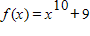 f(x) = x^10 + 9